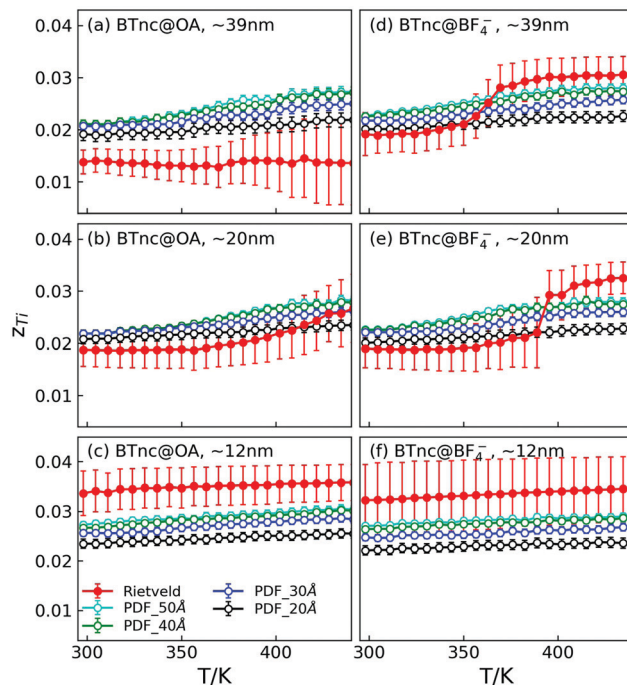 (a) BTnc@OA, ~39nm
(d) BTnc@BF₄⁻, ~39nm
0.04
0.03
0.02
0.01
(b) BTnc@OA, ~20nm
(e) BTnc@BF₄⁻, ~20nm
0.04
0.03
0.02
0.01
z_Ti
(c) BTnc@OA, ~12nm
(f) BTnc@BF₄⁻, ~12nm
0.04
0.03
0.02
0.01
Rietveld
PDF_50Å
PDF_40Å
PDF_30Å
PDF_20Å
300 350 400 300 350 400
T/K T/K